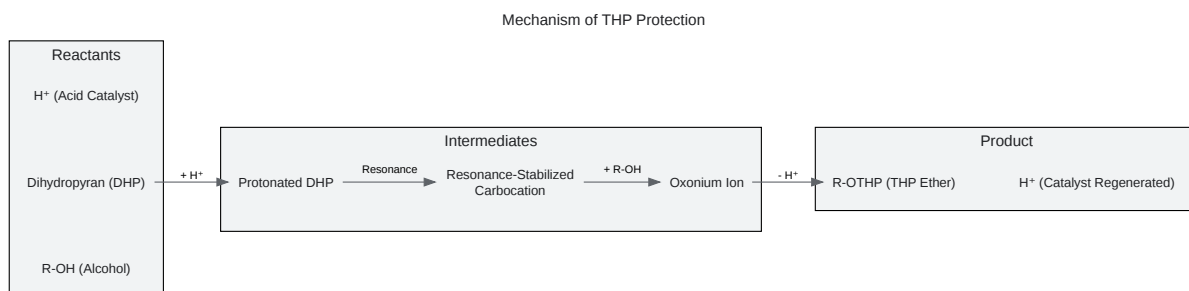 Mechanism of THP Protection
Reactants
H⁺ (Acid Catalyst)
Dihydropyran (DHP)
R-OH (Alcohol)
+ H⁺
Intermediates
Protonated DHP
Resonance
Resonance-Stabilized
Carbocation
+ R-OH
Oxonium Ion
- H⁺
Product
R-OTHP (THP Ether)
H⁺ (Catalyst Regenerated)